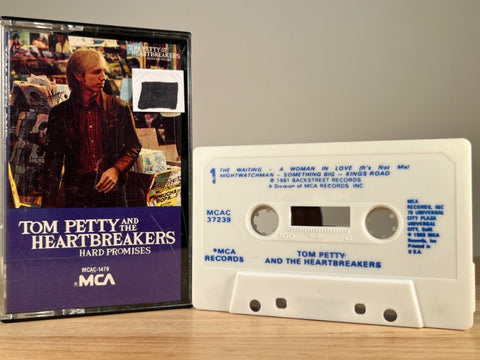 TOM PETTY AND THE
HEARTBREAKERS
TOM PETTY AND THE
HEARTBREAKERS
HARD PROMISES
MCAC-1479
MCA
1
THE WAITING - A WOMAN IN LOVE (It's Not Me)
NIGHTWATCHMAN - SOMETHING BIG - KINGS ROAD
℗ 1981 BACKSTREET RECORDS
A Division of MCA RECORDS, INC
MCAC
37239
MCA
RECORDS, INC
70 UNIVERSAL
CITY PLAZA
UNIVERSAL
CITY, Calif.
© 1983 MCA
Records, Inc
Printed in
U.S.A.
MCA
RECORDS
TOM PETTY
AND THE HEARTBREAKERS